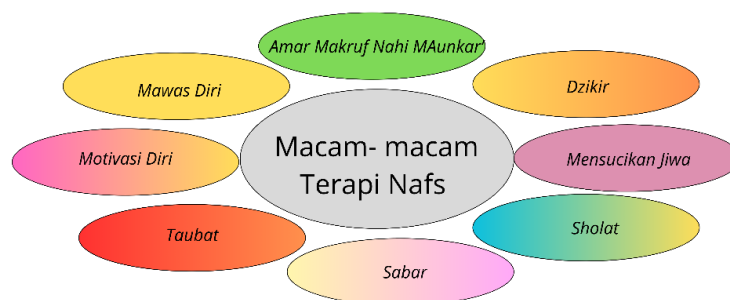 Amar Makruf Nahi MAunkar'
Mawas Diri
Dzikir
Macam- macam
Terapi Nafs
Motivasi Diri
Mensucikan Jiwa
Taubat
Sholat
Sabar